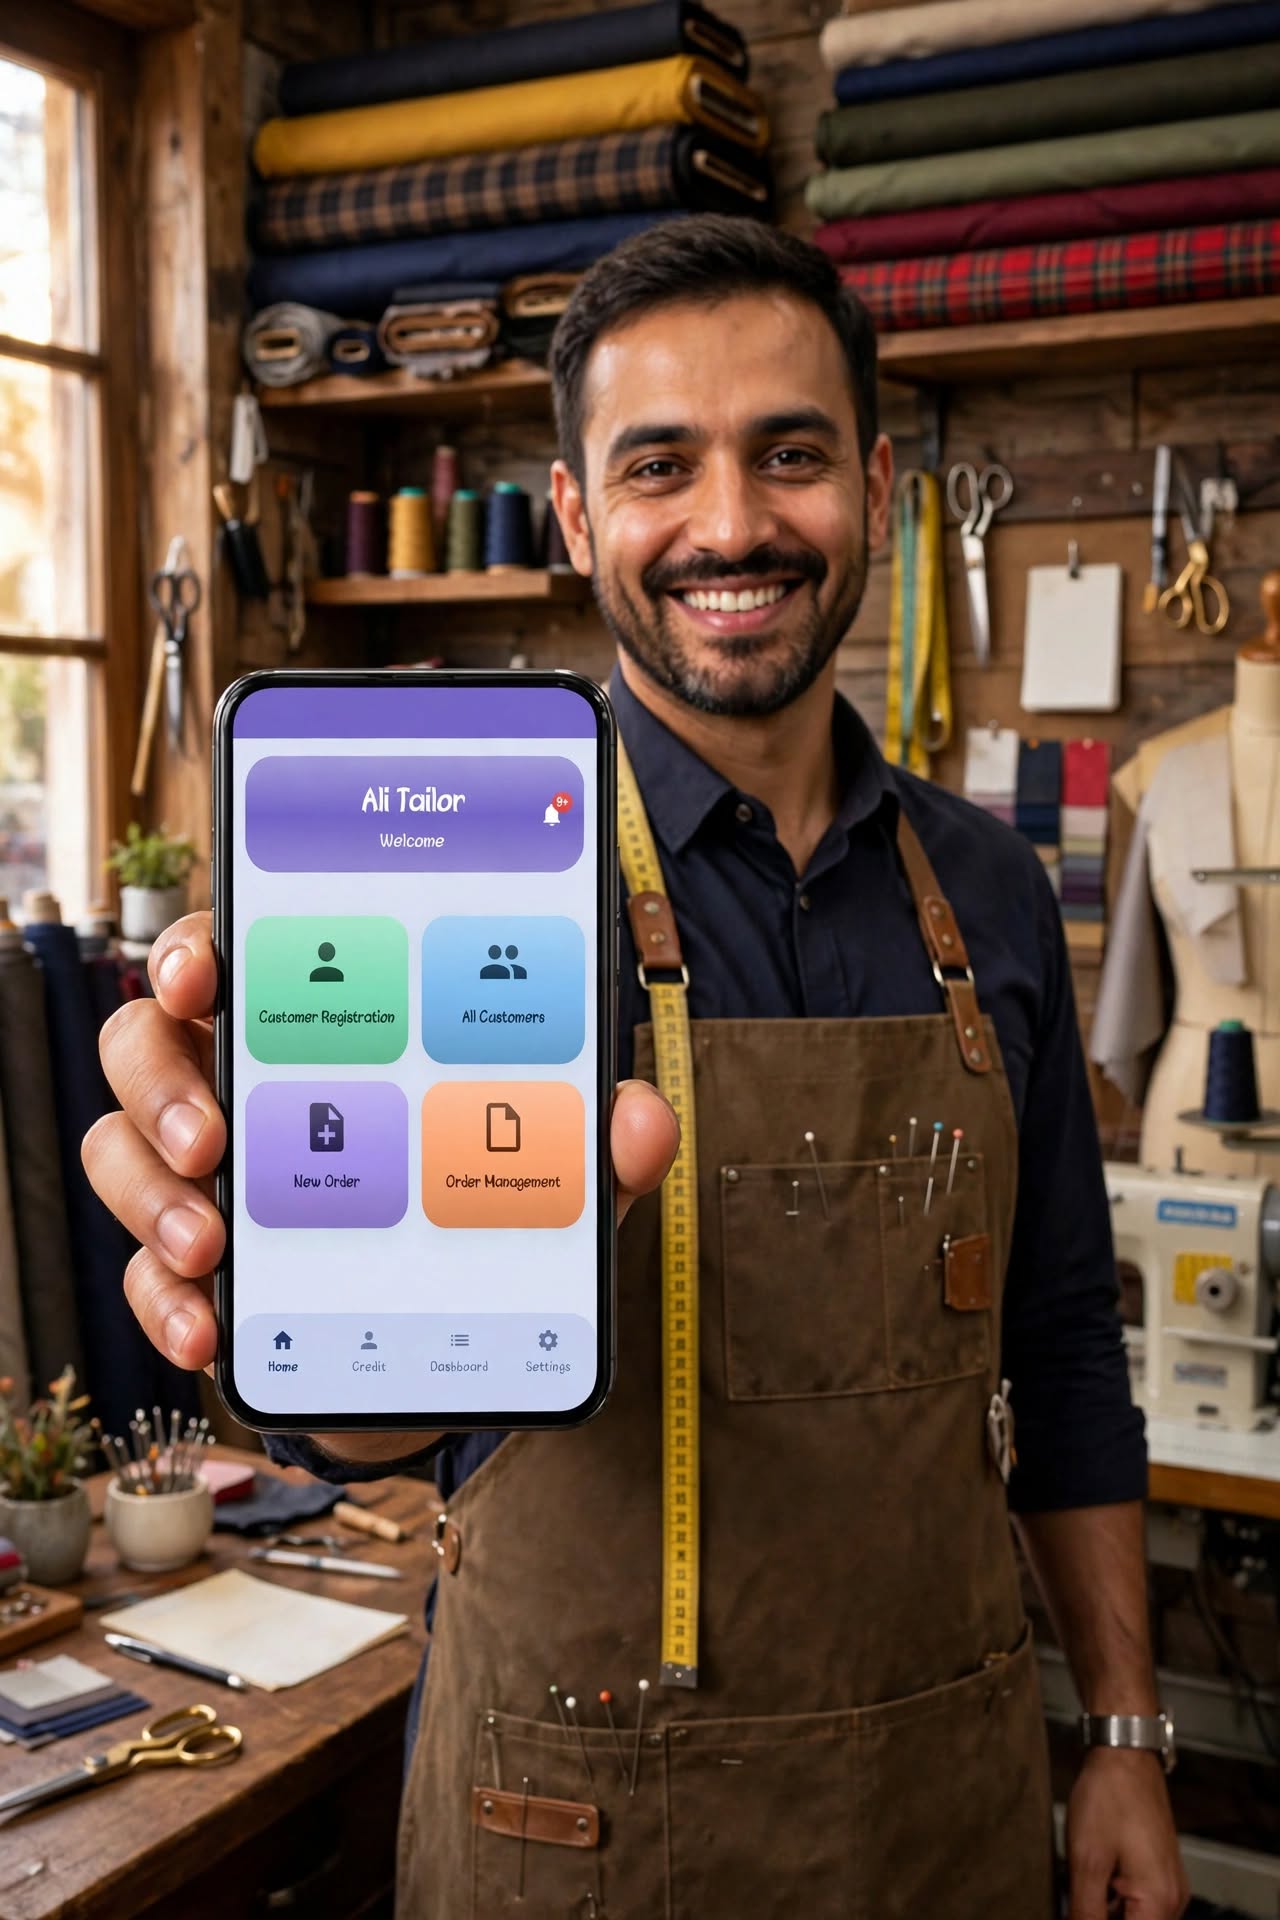 Ali Tailor
9+
Welcome
Customer Registration
All Customers
New Order
Order Management
Home
Credit
Dashboard
Settings